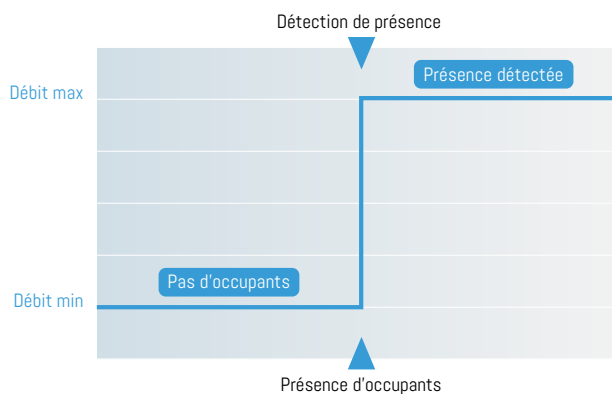 Détection de présence
Présence détectée
Débit max
Pas d'occupants
Débit min
Présence d'occupants